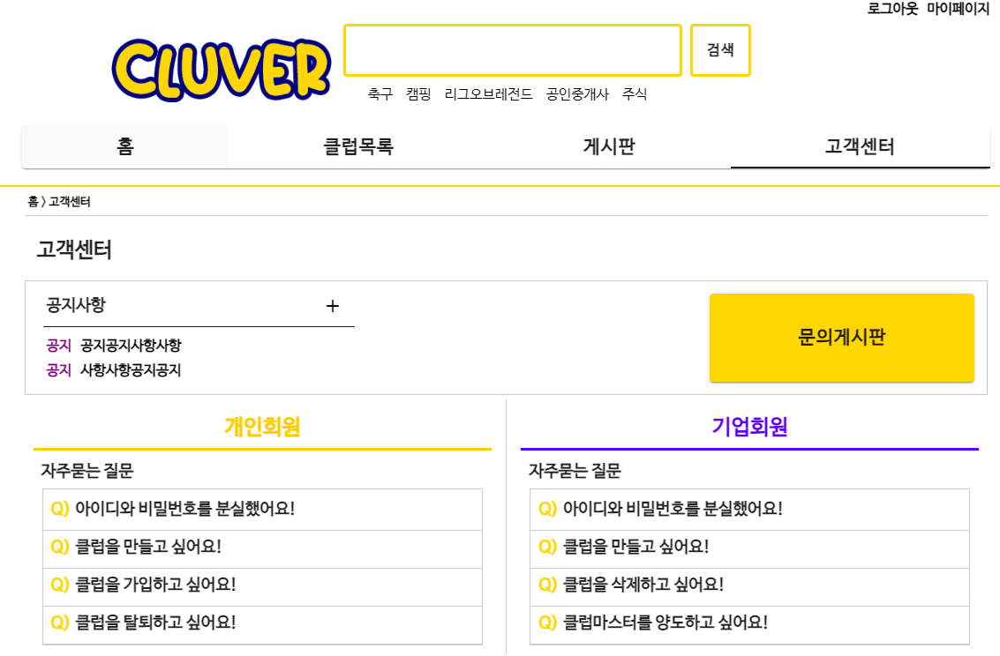 로그아웃 마이페이지
CLUVER
검색
축구 캠핑 리그오브레전드 공인중개사 주식
홈 클럽목록 게시판 고객센터
홈 > 고객센터
고객센터
공지사항 +
문의게시판
공지 공지공지사항사항
공지 사항사항공지공지
개인회원
자주묻는 질문
Q) 아이디와 비밀번호를 분실했어요!
Q) 클럽을 만들고 싶어요!
Q) 클럽을 가입하고 싶어요!
Q) 클럽을 탈퇴하고 싶어요!
기업회원
자주묻는 질문
Q) 아이디와 비밀번호를 분실했어요!
Q) 클럽을 만들고 싶어요!
Q) 클럽을 삭제하고 싶어요!
Q) 클럽마스터를 양도하고 싶어요!